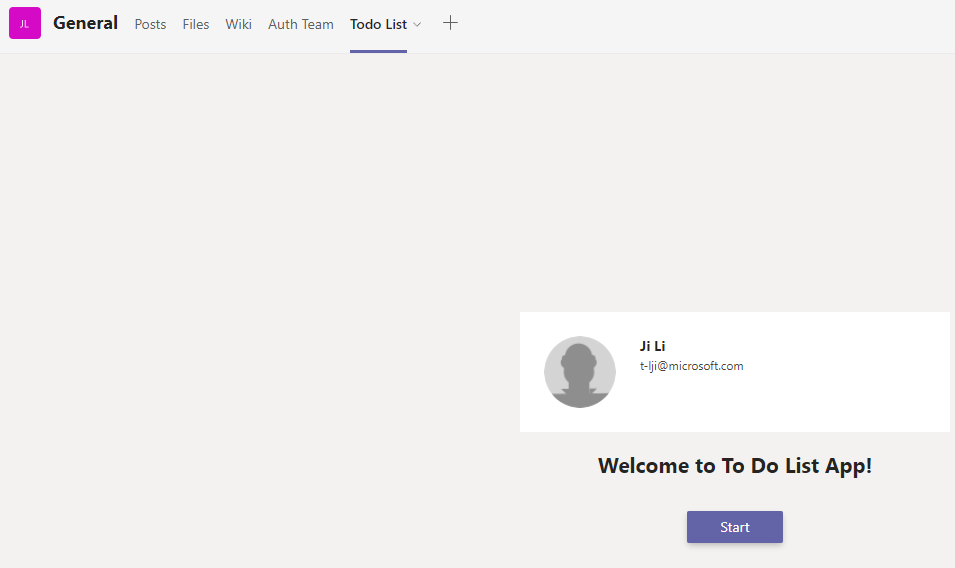 JL General Posts Files Wiki Auth Team Todo List
Ji Li
t-lji@microsoft.com
Welcome to To Do List App!
Start